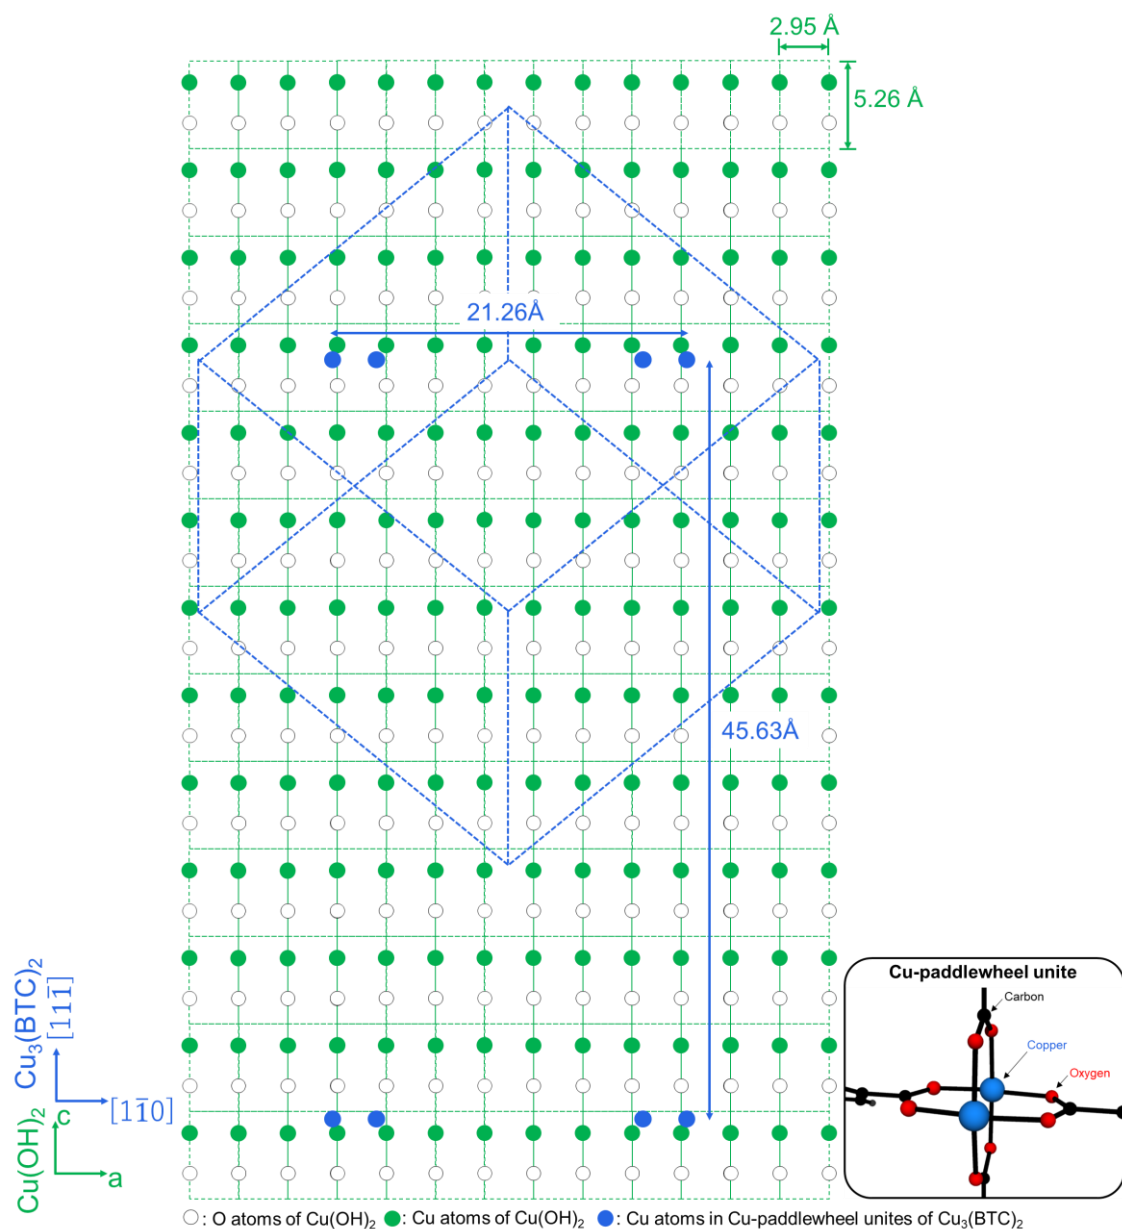 2.95 Å
5.26 Å
21.26Å
45.63Å
Cu₃(BTC)₂
[111̅]
[11̅0]
Cu(OH)₂
c
a
Cu-paddlewheel unite
Carbon
Copper
Oxygen
: O atoms of Cu(OH)₂ : Cu atoms of Cu(OH)₂ : Cu atoms in Cu-paddlewheel unites of Cu₃(BTC)₂